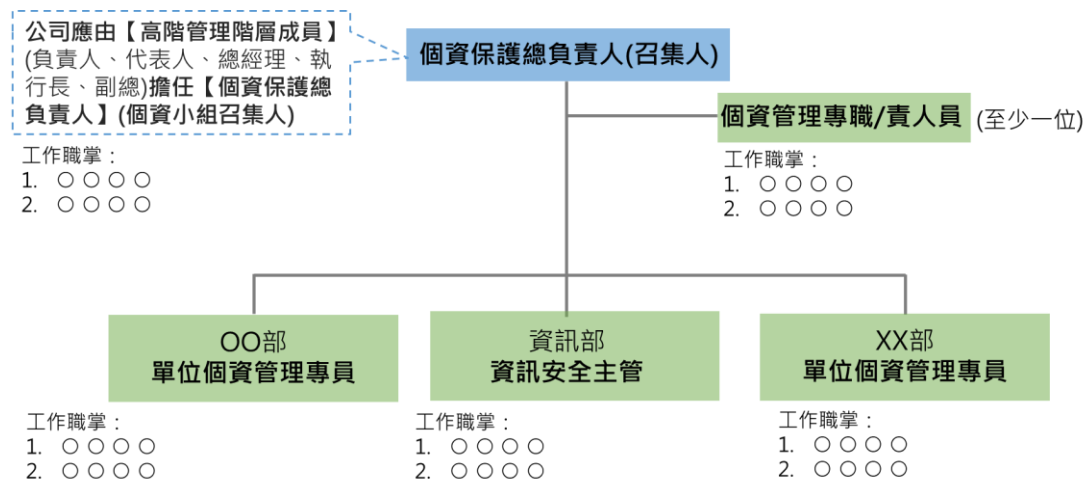 公司應由【高階管理階層成員】
(負責人、代表人、總經理、執
行長、副總)擔任【個資保護總
負責人】(個資小組召集人)
個資保護總負責人(召集人)
個資管理專職/責人員 (至少一位)
工作職掌：
1. ○ ○ ○ ○
2. ○ ○ ○ ○
工作職掌：
1. ○ ○ ○ ○
2. ○ ○ ○ ○
OO部
單位個資管理專員
資訊部
資訊安全主管
XX部
單位個資管理專員
工作職掌：
1. ○ ○ ○ ○
2. ○ ○ ○ ○
工作職掌：
1. ○ ○ ○ ○
2. ○ ○ ○ ○
工作職掌：
1. ○ ○ ○ ○
2. ○ ○ ○ ○